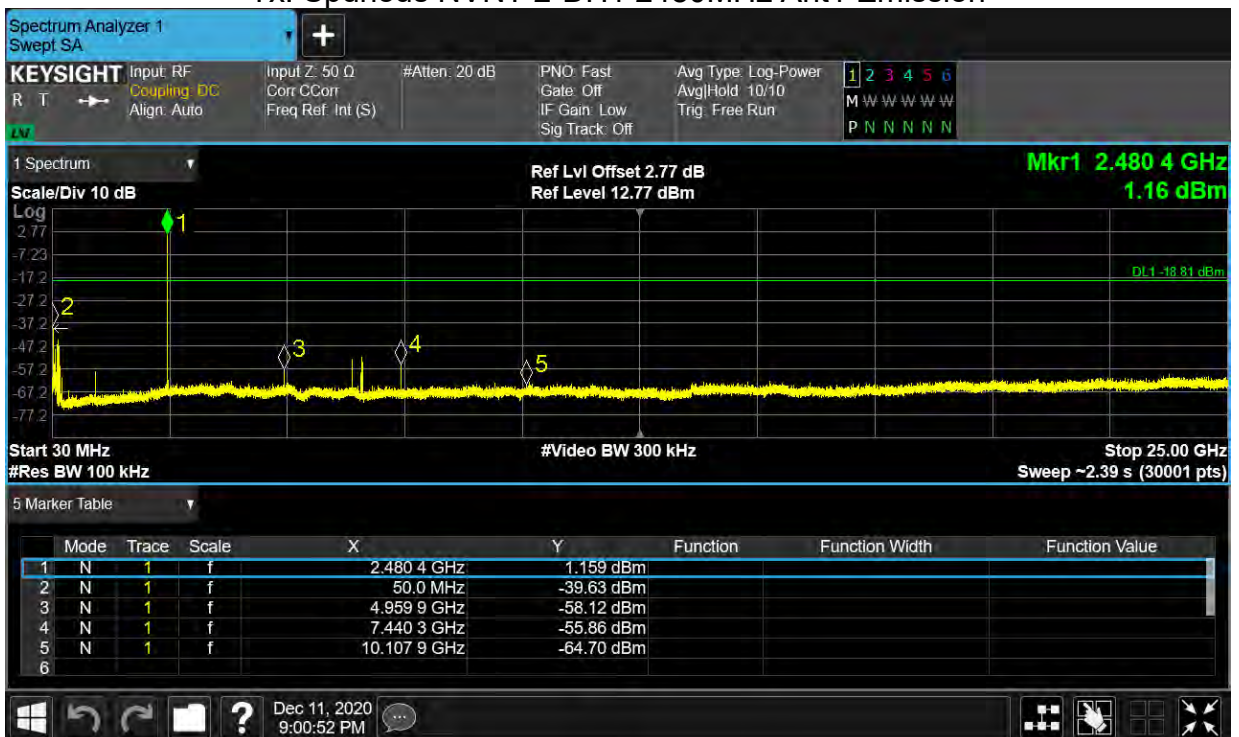 Tx. Spurious NVNT 2-DH1 2480MHz Ant1 Emission
Spectrum Analyzer 1
Swept SA
+
KEYSIGHT Input: RF Input Z: 50 Ω #Atten: 20 dB PNO: Fast Avg Type: Log-Power 1 2 3 4 5 6
R T Coupling: DC Corr CCorr Gate: Off Avg|Hold: 10/10 M W W W W W
Align: Auto Freq Ref: Int (S) IF Gain: Low Trig: Free Run
Sig Track: Off P N N N N N
1 Spectrum Ref Lvl Offset 2.77 dB Mkr1 2.480 4 GHz
Scale/Div 10 dB Ref Level 12.77 dBm 1.16 dBm
Log
2.77 1
-7.23
-17.2 DL1 -18.81 dBm
-27.2 2
-37.2
-47.2 3 4
-57.2 5
-67.2
-77.2
Start 30 MHz #Video BW 300 kHz Stop 25.00 GHz
#Res BW 100 kHz Sweep ~2.39 s (30001 pts)
5 Marker Table
Mode Trace Scale X Y Function Function Width Function Value
1 N 1 f 2.480 4 GHz 1.159 dBm
2 N 1 f 50.0 MHz -39.63 dBm
3 N 1 f 4.959 9 GHz -58.12 dBm
4 N 1 f 7.440 3 GHz -55.86 dBm
5 N 1 f 10.107 9 GHz -64.70 dBm
6
? Dec 11, 2020
9:00:52 PM